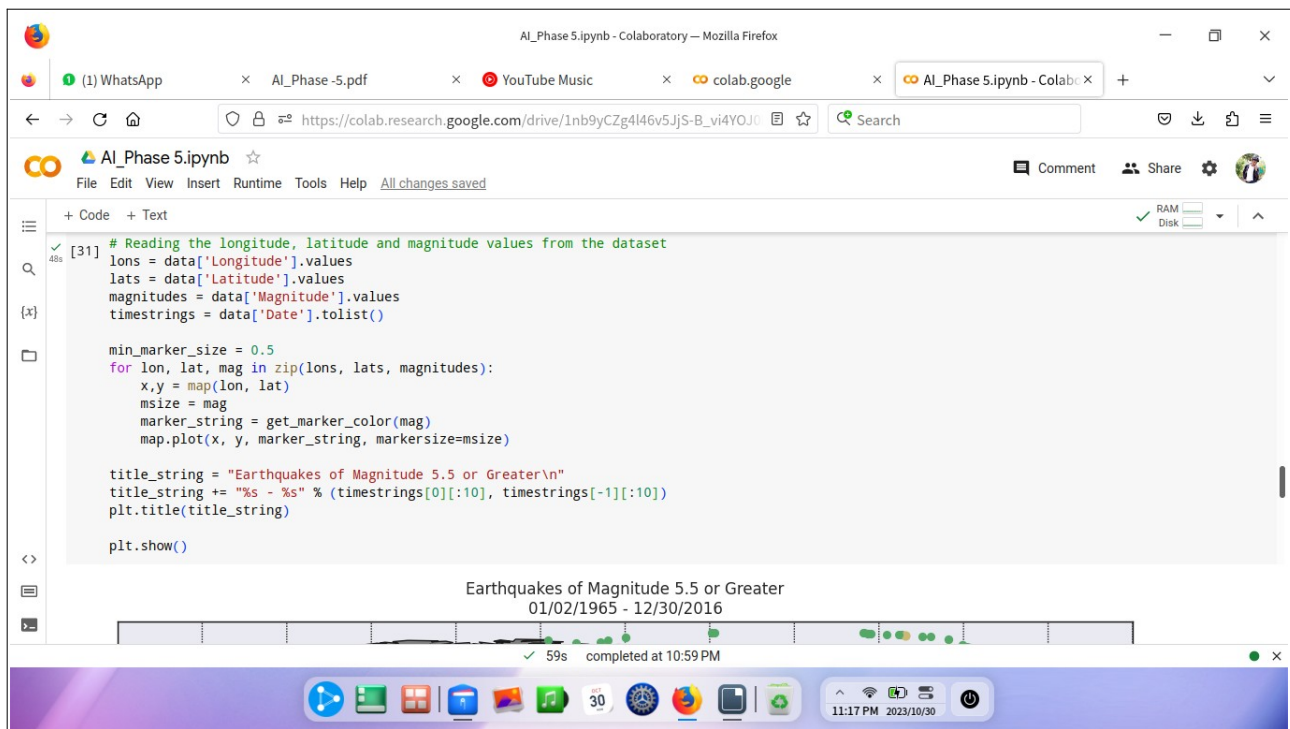 AI_Phase 5.ipynb - Colaboratory — Mozilla Firefox
(1) WhatsApp
AI_Phase -5.pdf
YouTube Music
colab.google
AI_Phase 5.ipynb - Colabo
https://colab.research.google.com/drive/1nb9yCZg4l46v5JjS-B_vi4YOJ0
Search
AI_Phase 5.ipynb
File Edit View Insert Runtime Tools Help All changes saved
Comment
Share
+ Code + Text
RAM
Disk
[31]
48s
# Reading the longitude, latitude and magnitude values from the dataset
lons = data['Longitude'].values
lats = data['Latitude'].values
magnitudes = data['Magnitude'].values
timestrings = data['Date'].tolist()
min_marker_size = 0.5
for lon, lat, mag in zip(lons, lats, magnitudes):
    x,y = map(lon, lat)
    msize = mag
    marker_string = get_marker_color(mag)
    map.plot(x, y, marker_string, markersize=msize)
title_string = "Earthquakes of Magnitude 5.5 or Greater\n"
title_string += "%s - %s" % (timestrings[0][:10], timestrings[-1][:10])
plt.title(title_string)
plt.show()
Earthquakes of Magnitude 5.5 or Greater
01/02/1965 - 12/30/2016
59s completed at 10:59 PM
OCT
30
11:17 PM 2023/10/30